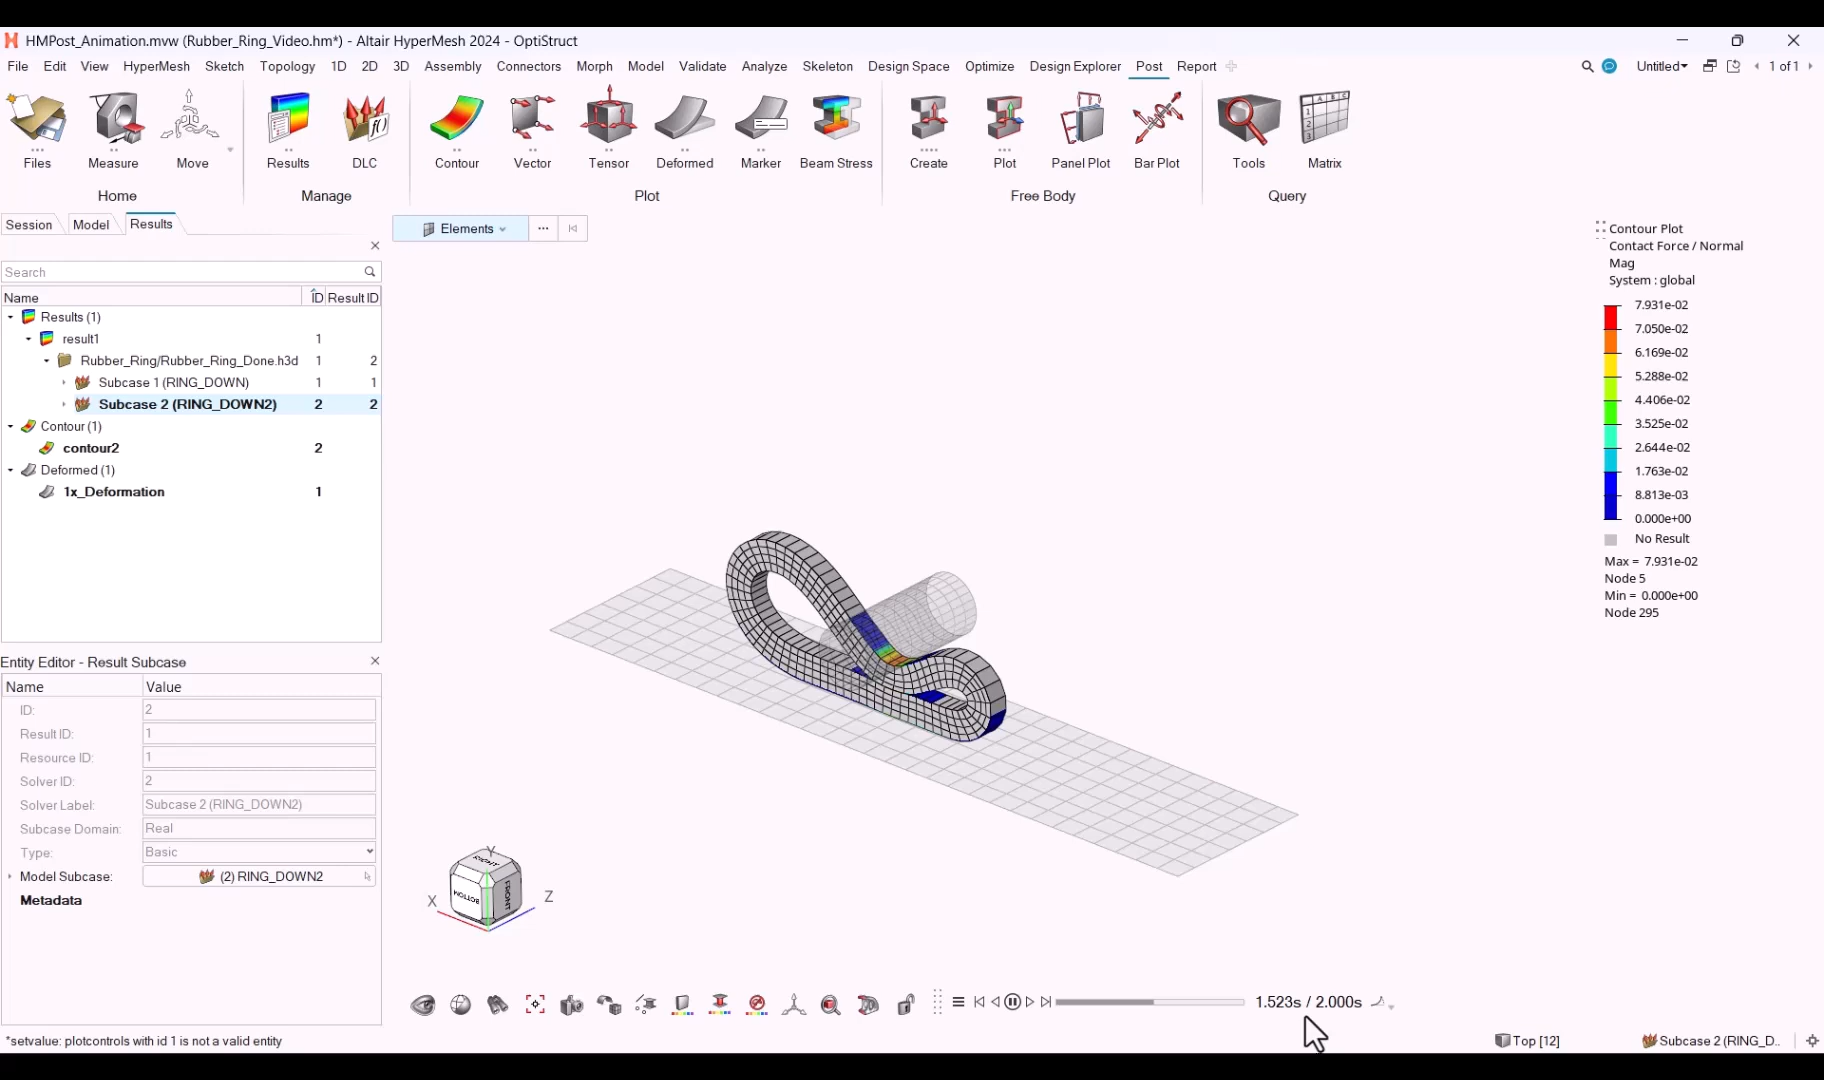 HMPost_Animation.mvw (Rubber_Ring_Video.hm*) - Altair HyperMesh 2024 - OptiStruct
File Edit View HyperMesh Sketch Topology 1D 2D 3D Assembly Connectors Morph Model Validate Analyze Skeleton Design Space Optimize Design Explorer Post Report
Untitled
1 of 1
Files Measure Move Results DLC Contour Vector Tensor Deformed Marker Beam Stress Create Plot Panel Plot Bar Plot Tools Matrix
Home Manage Plot Free Body Query
Session Model Results
Elements
Search
Name ID Result ID
Results (1)
result1 1
Rubber_Ring/Rubber_Ring_Done.h3d 1 2
Subcase 1 (RING_DOWN) 1 1
Subcase 2 (RING_DOWN2) 2 2
Contour (1)
contour2 2
Deformed (1)
1x_Deformation 1
Entity Editor - Result Subcase
Name Value
ID: 2
Result ID: 1
Resource ID: 1
Solver ID: 2
Solver Label: Subcase 2 (RING_DOWN2)
Subcase Domain: Real
Type: Basic
Model Subcase: (2) RING_DOWN2
Metadata
Contour Plot
Contact Force / Normal
Mag
System : global
7.931e-02
7.050e-02
6.169e-02
5.288e-02
4.406e-02
3.525e-02
2.644e-02
1.763e-02
8.813e-03
0.000e+00
No Result
Max = 7.931e-02
Node 5
Min = 0.000e+00
Node 295
Y
RIGHT
BOTTOM
FRONT
X
Z
1.523s / 2.000s
*setvalue: plotcontrols with id 1 is not a valid entity
Top [12]
Subcase 2 (RING_D..